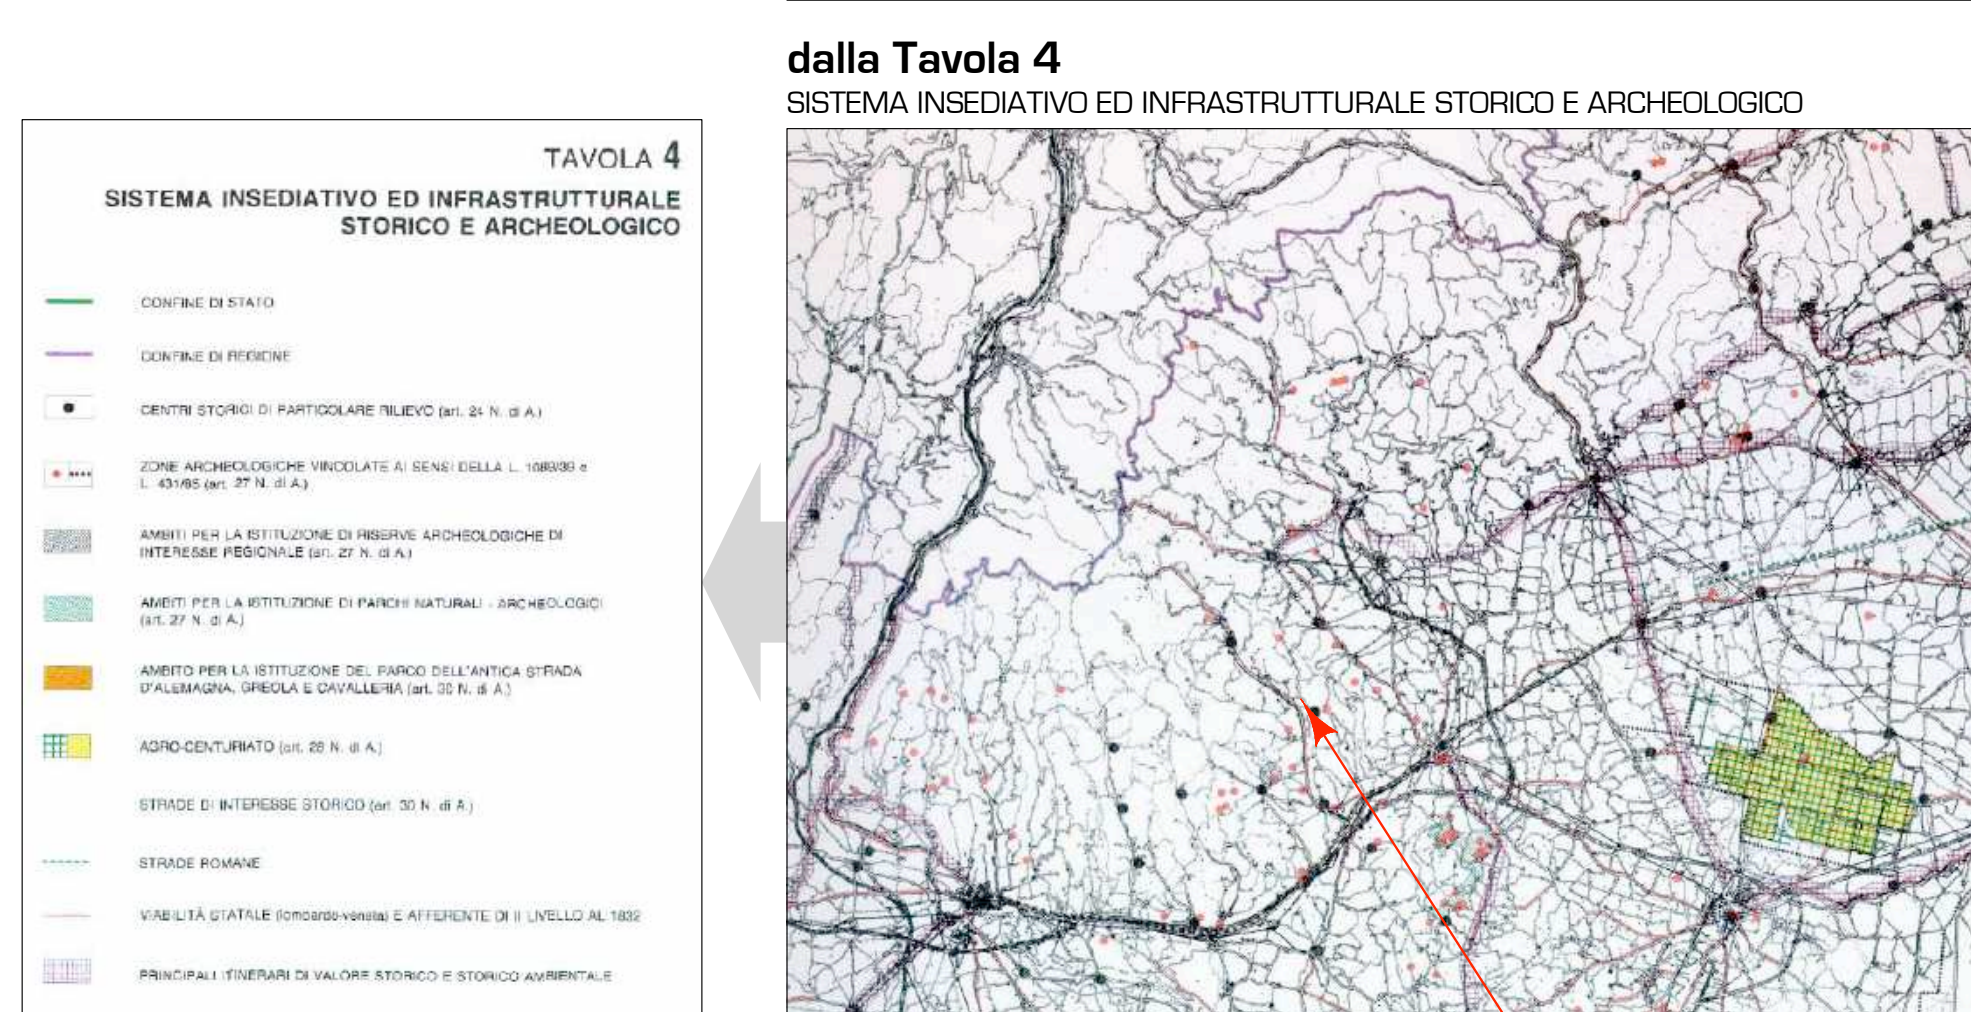 dalla Tavola 4
SISTEMA INSEDIATIVO ED INFRASTRUTTURALE STORICO E ARCHEOLOGICO
TAVOLA 4
SISTEMA INSEDIATIVO ED INFRASTRUTTURALE
STORICO E ARCHEOLOGICO
CONFINE DI STATO
CONFINE DI REGIONE
CENTRI STORICI DI PARTICOLARE RILIEVO (art. 24 N. di A.)
ZONE ARCHEOLOGICHE VINCOLATE AI SENSI DELLA L. 1089/39 e
L. 431/85 (art. 27 N. di A.)
AMBITI PER LA ISTITUZIONE DI RISERVE ARCHEOLOGICHE DI
INTERESSE REGIONALE (art. 27 N. di A.)
AMBITI PER LA ISTITUZIONE DI PARCHI NATURALI - ARCHEOLOGICI
(art. 27 N. di A.)
AMBITO PER LA ISTITUZIONE DEL PARCO DELL'ANTICA STRADA
D'ALEMAGNA, GREOLA E CAVALLERIA (art. 30 N. di A.)
AGRO-CENTURIATO (art. 28 N. di A.)
STRADE DI INTERESSE STORICO (art. 30 N. di A.)
STRADE ROMANE
VIABILITÀ STATALE (lombardo-veneta) E AFFERENTE DI II LIVELLO AL 1832
PRINCIPALI ITINERARI DI VALORE STORICO E STORICO AMBIENTALE